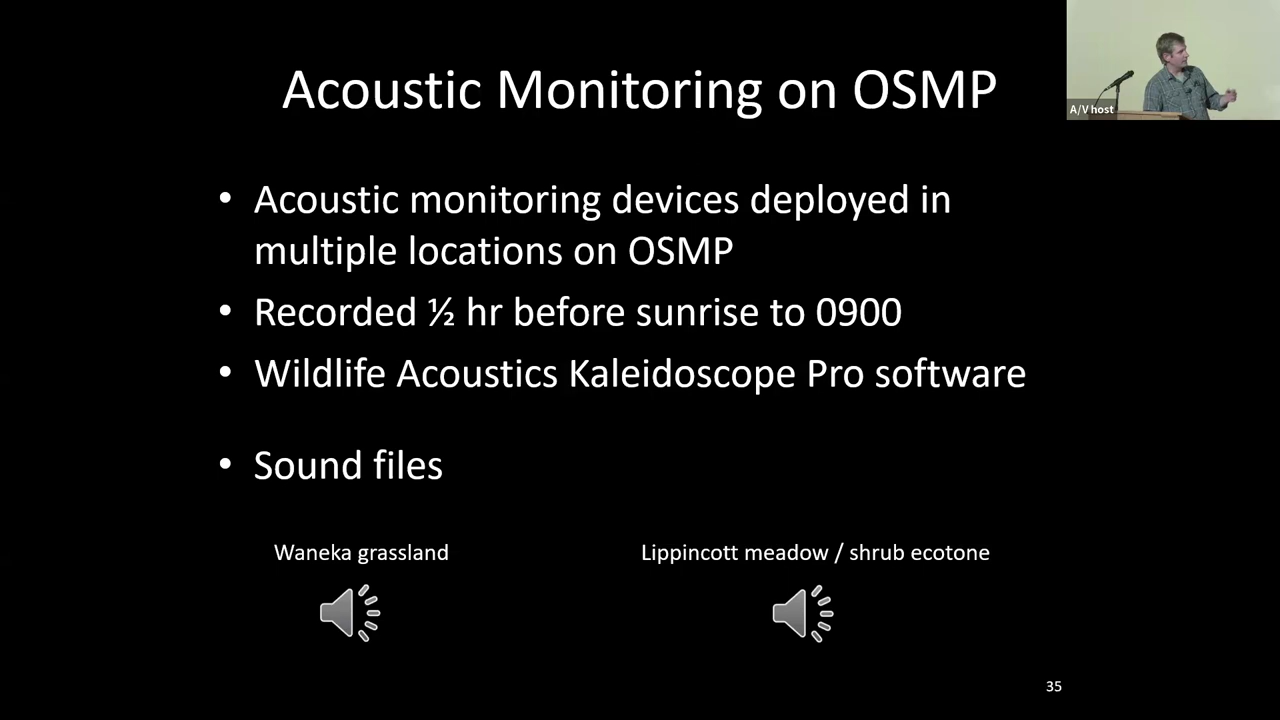 Acoustic Monitoring on OSMP
A/V host
• Acoustic monitoring devices deployed in
multiple locations on OSMP
• Recorded ½ hr before sunrise to 0900
• Wildlife Acoustics Kaleidoscope Pro software
• Sound files
Waneka grassland
Lippincott meadow / shrub ecotone
35